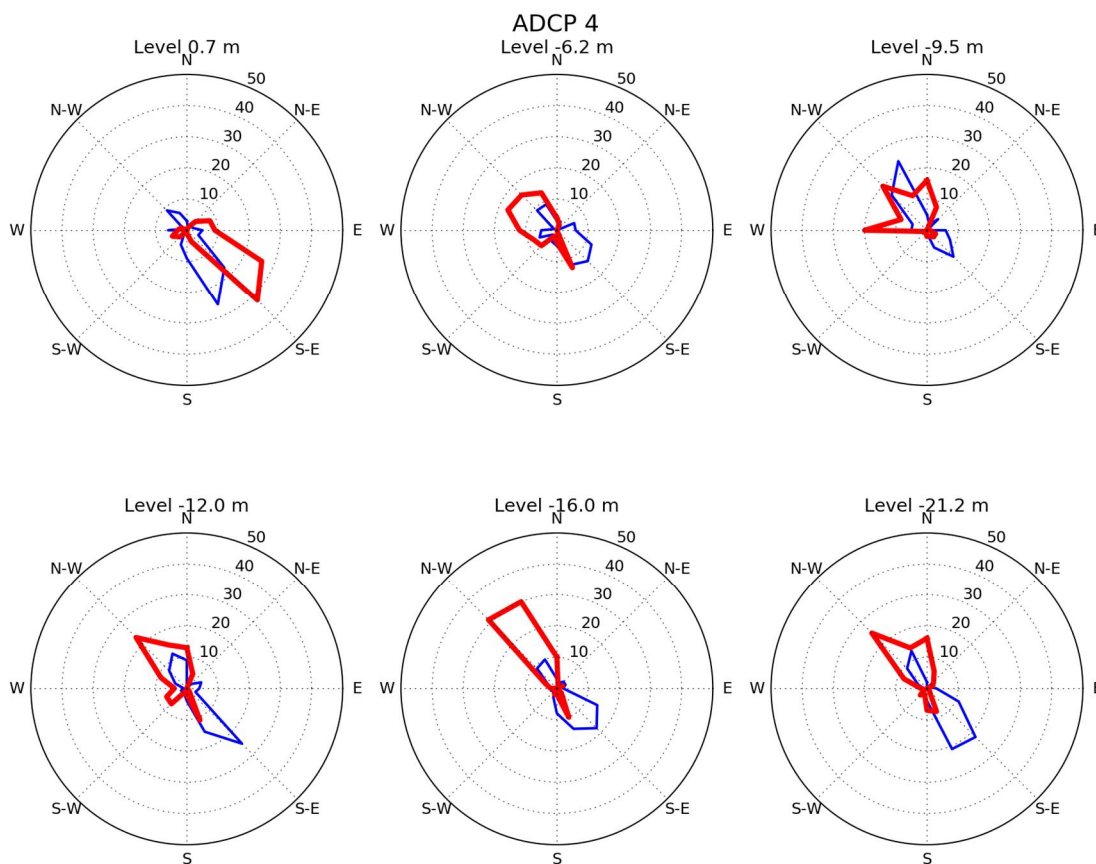 ADCP 4
Level 0.7 m
N
50
40
30
20
10
N-W
N-E
W
E
S-W
S-E
S
Level -6.2 m
N
50
40
30
20
10
N-W
N-E
W
E
S-W
S-E
S
Level -9.5 m
N
50
40
30
20
10
N-W
N-E
W
E
S-W
S-E
S
Level -12.0 m
N
50
40
30
20
10
N-W
N-E
W
E
S-W
S-E
S
Level -16.0 m
N
50
40
30
20
10
N-W
N-E
W
E
S-W
S-E
S
Level -21.2 m
N
50
40
30
20
10
N-W
N-E
W
E
S-W
S-E
S